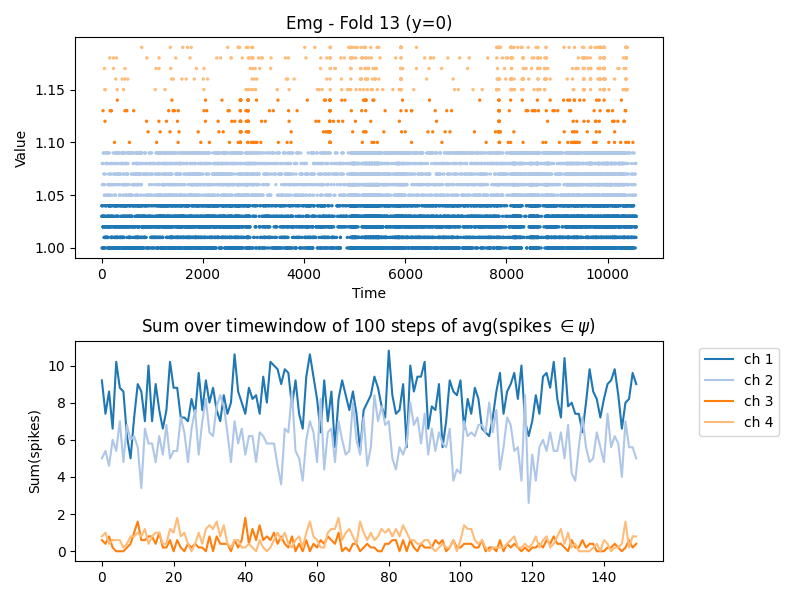 Emg - Fold 13 (y=0)
Value
1.15
1.10
1.05
1.00
0 2000 4000 6000 8000 10000
Time
Sum over timewindow of 100 steps of avg(spikes ∈ ψ)
Sum(spikes)
10
8
6
4
2
0
0 20 40 60 80 100 120 140
ch 1
ch 2
ch 3
ch 4